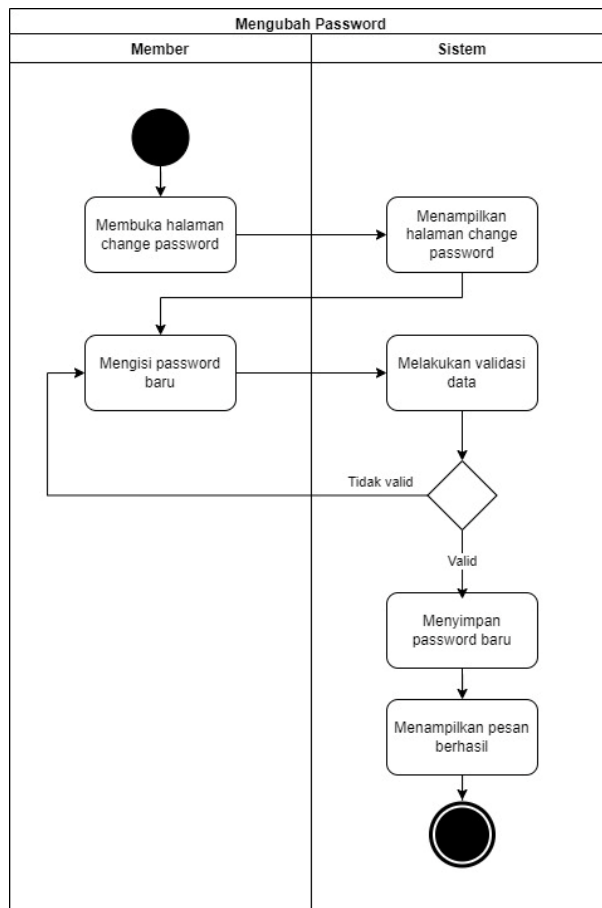 Mengubah Password
Member
Sistem
Membuka halaman
change password
Menampilkan
halaman change
password
Mengisi password
baru
Melakukan validasi
data
Tidak valid
Valid
Menyimpan
password baru
Menampilkan pesan
berhasil